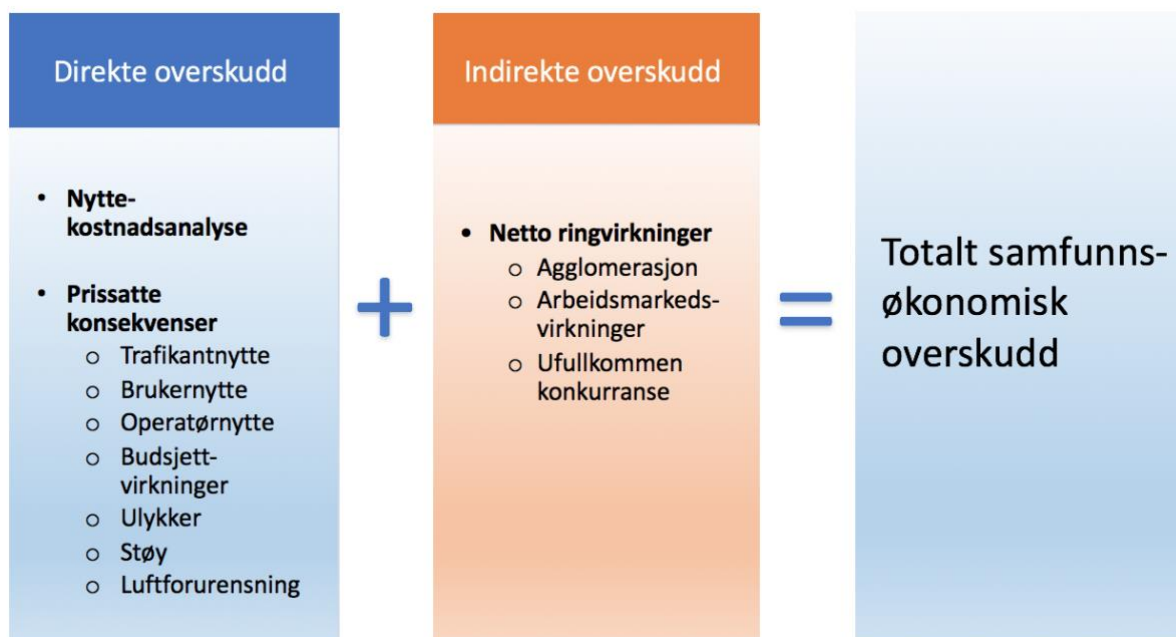 Direkte overskudd
• Nytte-
kostnadsanalyse
• Prissatte
konsekvenser
o Trafikantnytte
o Brukernytte
o Operatørnytte
o Budsjett-
virkninger
o Ulykker
o Støy
o Luftforurensning
+
Indirekte overskudd
• Netto ringvirkninger
o Agglomerasjon
o Arbeidsmarkeds-
virkninger
o Ufullkommen
konkurranse
=
Totalt samfunns-
økonomisk
overskudd